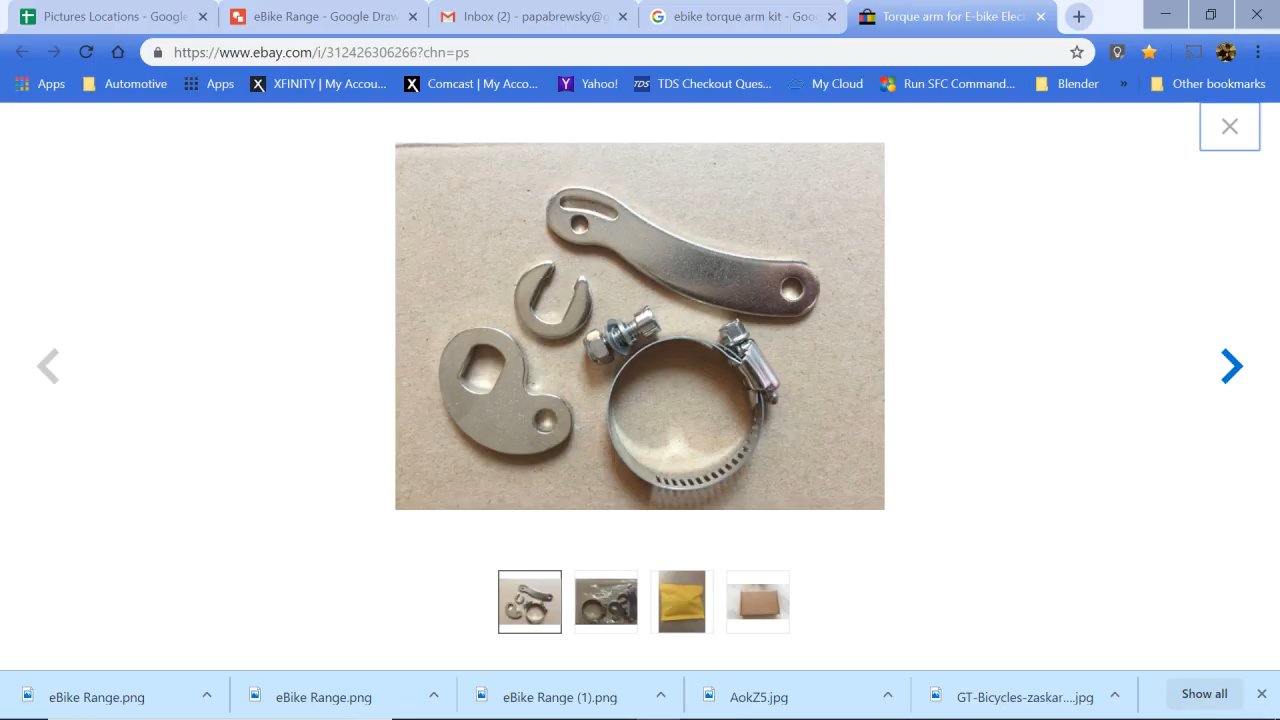 Pictures Locations - Google
eBike Range - Google Draw
Inbox (2) - papabrewsky@g
ebike torque arm kit - Goo
Torque arm for E-bike Elect
https://www.ebay.com/i/312426306266?chn=ps
Apps
Automotive
Apps
XFINITY | My Accou...
Comcast | My Acco...
TDS
Yahoo!
TDS Checkout Ques...
My Cloud
Run SFC Command...
Blender
»
Other bookmarks
eBike Range.png
eBike Range.png
eBike Range (1).png
AokZ5.jpg
GT-Bicycles-zaskar....jpg
Show all